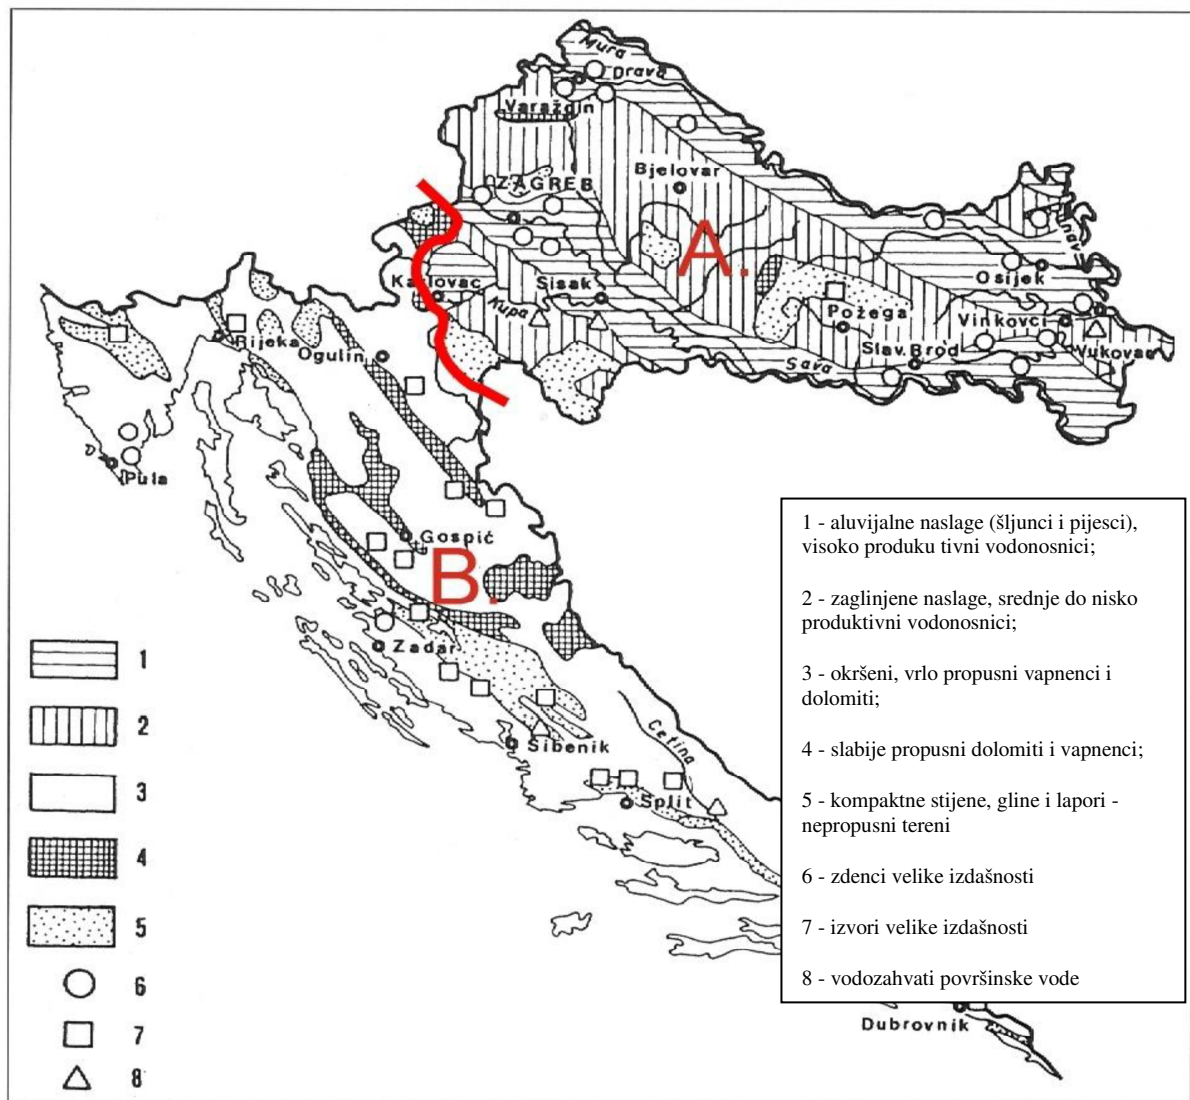 Mura
Drava
Varaždin
Bjelovar
ZAGREB
A.
Karlovac
Kupa
Sisak
Osijek
Požega
Vinkovci
Slav. Brod
Vukovar
Sava
Rijeka
Ogulin
Pula
Gospić
B.
Zadar
Šibenik
Cetina
Split
1
2
3
4
5
6
7
8
1 - aluvijalne naslage (šljunci i pijesci),
visoko produku tivni vodonosnici;
2 - zaglinjene naslage, srednje do nisko
produktivni vodonosnici;
3 - okršeni, vrlo propusni vapnenci i
dolomiti;
4 - slabije propusni dolomiti i vapnenci;
5 - kompaktne stijene, gline i lapori -
nepropusni tereni
6 - zdenci velike izdašnosti
7 - izvori velike izdašnosti
8 - vodozahvati površinske vode
Dubrovnik